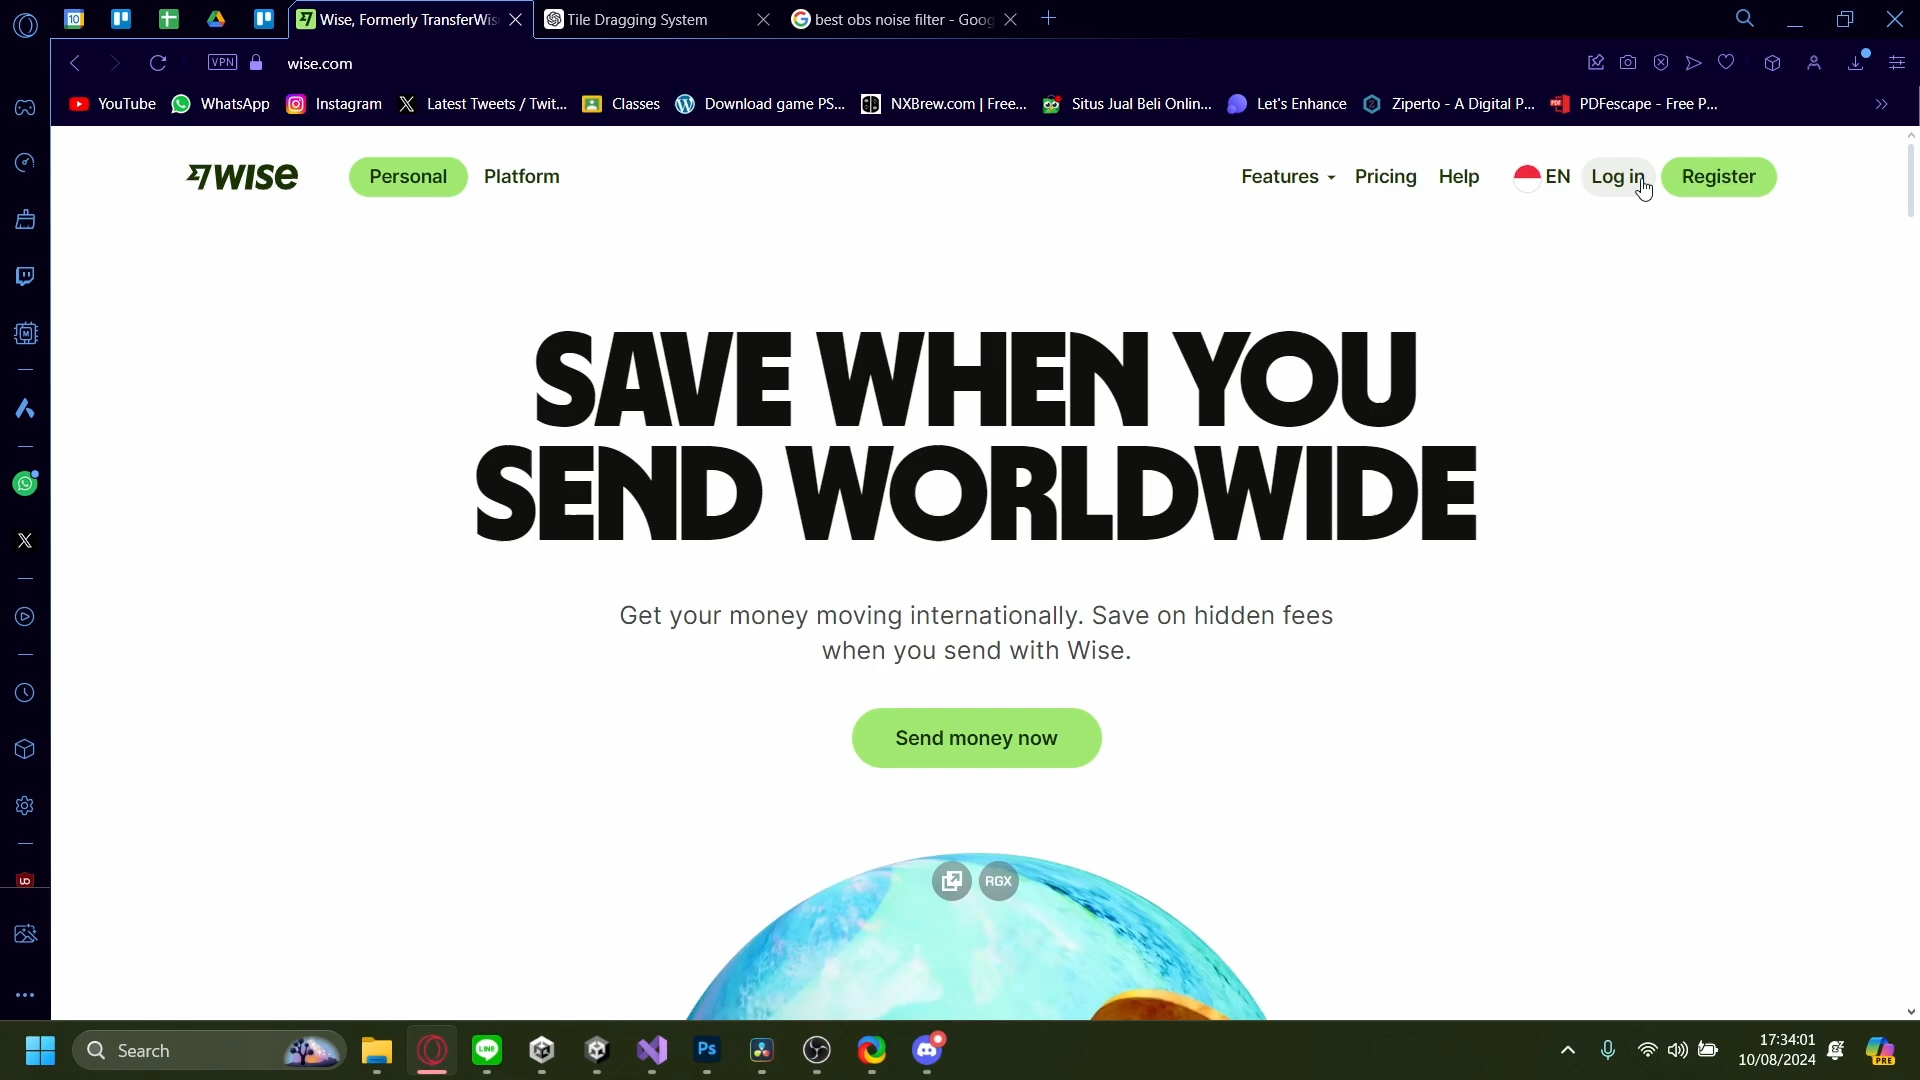 10
Wise, Formerly TransferWis
Tile Dragging System
best obs noise filter - Goog
VPN
wise.com
YouTube
WhatsApp
Instagram
Latest Tweets / Twit...
Classes
Download game PS...
NXBrew.com | Free...
Situs Jual Beli Onlin...
Let's Enhance
Ziperto - A Digital P...
PDFescape - Free P...
WISE
Personal
Platform
Features
Pricing
Help
EN
Log in
Register
SAVE WHEN YOU
SEND WORLDWIDE
Get your money moving internationally. Save on hidden fees
when you send with Wise.
Send money now
RGX
Search
LINE
Ps
17:34:01
10/08/2024
PRE